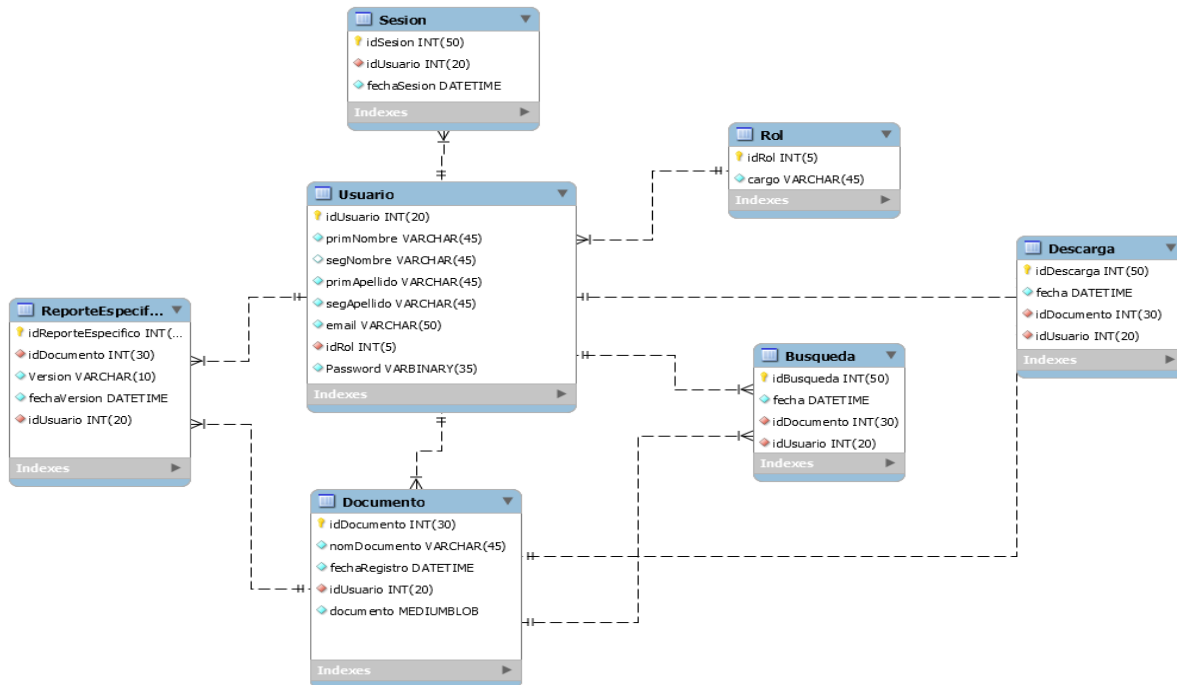 Sesion
idSesion INT(50)
idUsuario INT(20)
fechaSesion DATETIME
Indexes
Rol
idRol INT(5)
cargo VARCHAR(45)
Indexes
Usuario
idUsuario INT(20)
primNombre VARCHAR(45)
segNombre VARCHAR(45)
primApellido VARCHAR(45)
segApellido VARCHAR(45)
email VARCHAR(50)
idRol INT(5)
Password VARBINARY(35)
Indexes
Descarga
idDescarga INT(50)
fecha DATETIME
idDocumento INT(30)
idUsuario INT(20)
Indexes
ReporteEspecif...
idReporteEspecifico INT(...
idDocumento INT(30)
Version VARCHAR(10)
fechaVersion DATETIME
idUsuario INT(20)
Indexes
Busqueda
idBusqueda INT(50)
fecha DATETIME
idDocumento INT(30)
idUsuario INT(20)
Indexes
Documento
idDocumento INT(30)
nomDocumento VARCHAR(45)
fechaRegistro DATETIME
idUsuario INT(20)
documento MEDIUMBLOB
Indexes